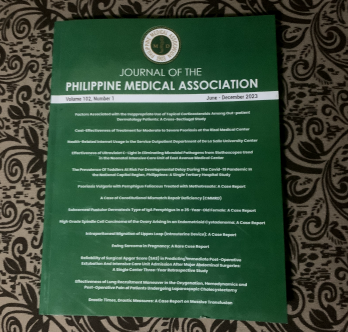 JOURNAL OF THE
PHILIPPINE MEDICAL ASSOCIATION
Volume 102, Number 1 June - December 2023
Factors Associated with the Inappropriate Use of Topical Corticosteroids Among Out-patient
Dermatology Patients: A Cross-Sectional Study
Cost-Effectiveness of Treatment for Moderate to Severe Psoriasis at the Rizal Medical Center
Health-Related Internet Usage in the Service Outpatient Department of De La Salle University Center
Effectiveness of Ultraviolet C-Light in Eliminating Microbial Pathogens from Stethoscopes Used
in the Neonatal Intensive Care Unit of East Avenue Medical Center
The Prevalence Of Toddlers At Risk For Developmental Delay During The Covid-19 Pandemic In
the National Capital Region, Philippines: A Single Tertiary Hospital Study
Psoriasis Vulgaris with Pemphigus Foliaceus Treated with Methotrexate: A Case Report
A Case of Constitutional Mismatch Repair Deficiency (CMMRD)
Subcorneal Pustular Dermatosis Type of IgA Pemphigus in a 25-Year-Old Female: A Case Report
High Grade Spindle Cell Carcinoma of the Ovary Arising in an Endometriotic Cystadenoma: A Case Report
Intraperitoneal Migration of Lippes Loop (Intrauterine Device): A Case Report
Ewing Sarcoma in Pregnancy: A Rare Case Report
Reliability of Surgical Apgar Score (SAS) in Predicting Immediate Post-Operative
Extubation And Intensive Care Unit Admission After Major Abdominal Surgeries:
A Single Center Three-Year Retrospective Study
Effectiveness of Lung Recruitment Maneuver in the Oxygenation, Hemodynamics and
Post-Operative Pain of Patients Undergoing Laparoscopic Cholecystectomy
Drastic Times, Drastic Measures: A Case Report on Massive Transfusion